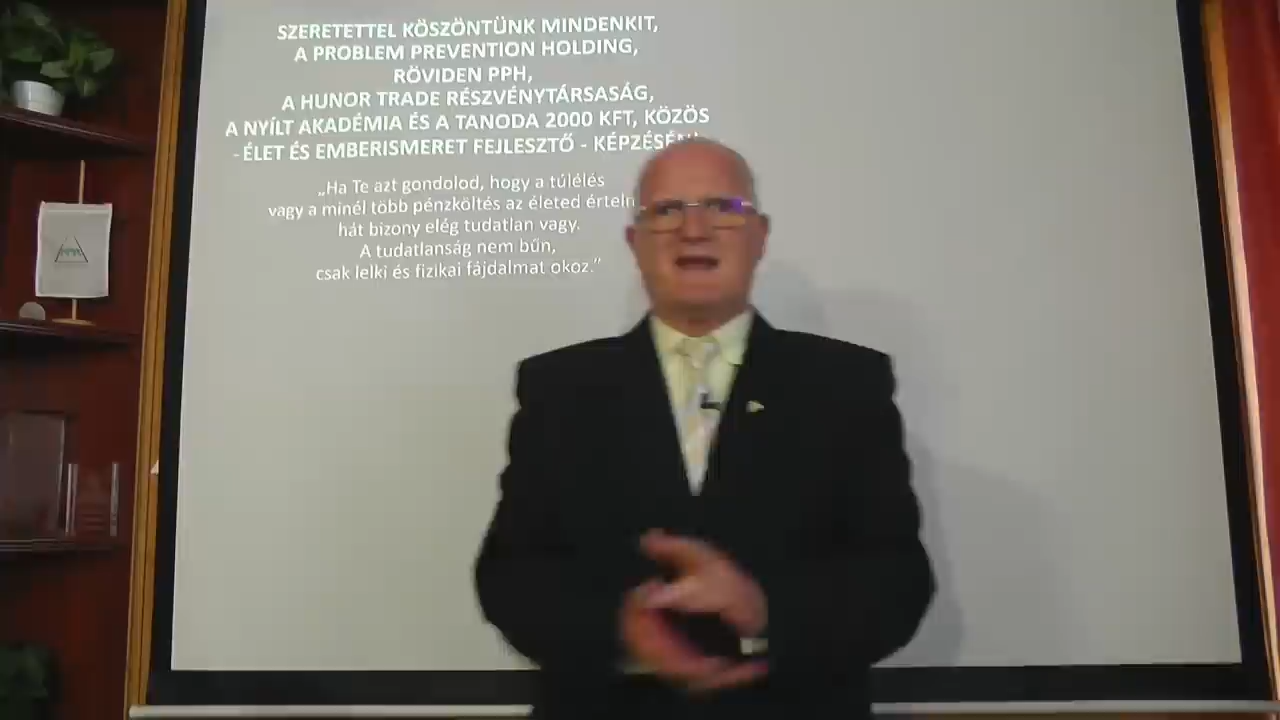 SZERETETTEL KÖSZÖNTÜNK MINDENKIT,
A PROBLEM PREVENTION HOLDING,
RÖVIDEN PPH,
A HUNOR TRADE RÉSZVÉNYTÁRSASÁG,
A NYÍLT AKADÉMIA ÉS A TANODA 2000 KFT, KÖZÖS
- ÉLET ÉS EMBERISMERET FEJLESZTŐ -
„Ha Te azt gondolod, hogy a túlélés
vagy a minél több pénzköltés az életed
hát bizony elég tudatlan vagy.
A tudatlanság nem bűn,
csak lelki és fizikai fájdalmat okoz.”